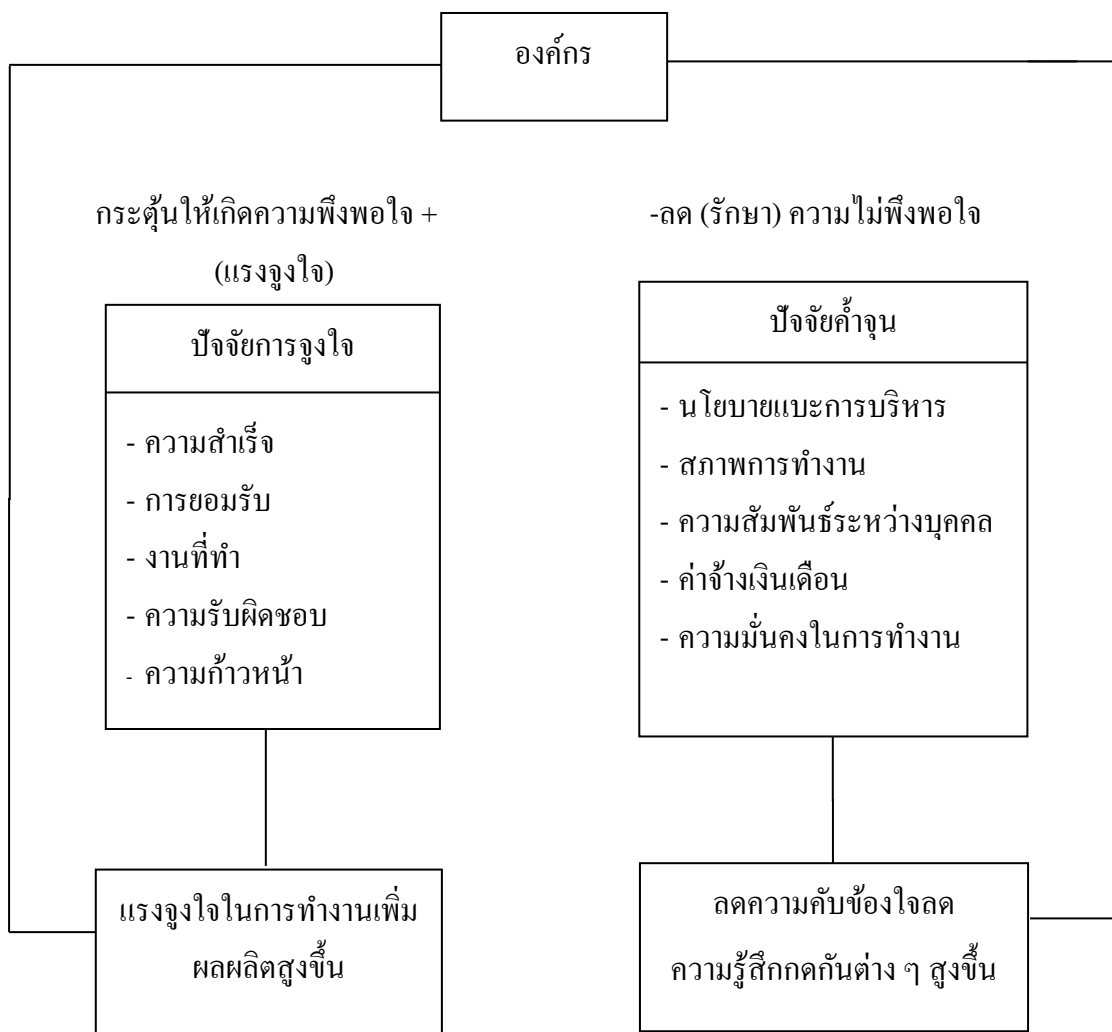 องค์กร
กระตุ้นให้เกิดความพึงพอใจ +
(แรงจูงใจ)
ปัจจัยการจูงใจ
- ความสำเร็จ
- การยอมรับ
- งานที่ทำ
- ความรับผิดชอบ
- ความก้าวหน้า
แรงจูงใจในการทำงานเพิ่ม
ผลผลิตสูงขึ้น
-ลด (รักษา) ความไม่พึงพอใจ
ปัจจัยค้ำจุน
- นโยบายแบะการบริหาร
- สภาพการทำงาน
- ความสัมพันธ์ระหว่างบุคคล
- ค่าจ้างเงินเดือน
- ความมั่นคงในการทำงาน
ลดความคับข้องใจลด
ความรู้สึกกดกันต่าง ๆ สูงขึ้น